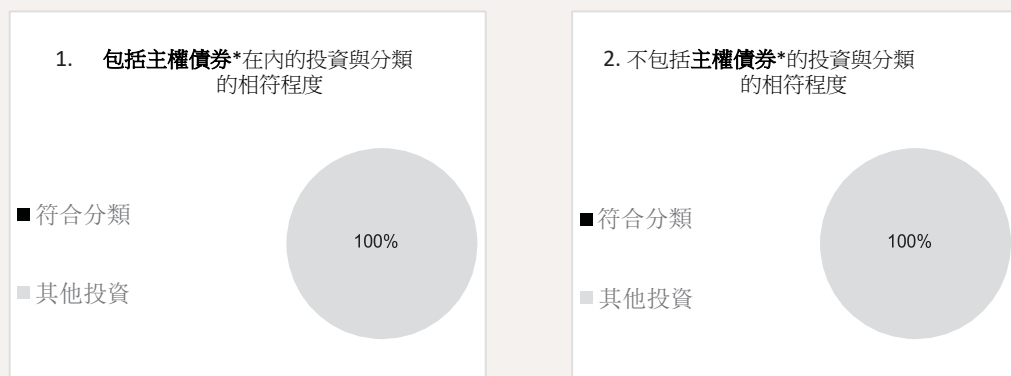 1. 包括主權債券*在內的投資與分類
的相符程度
符合分類
100%
其他投資
2. 不包括主權債券*的投資與分類
的相符程度
符合分類
100%
其他投資